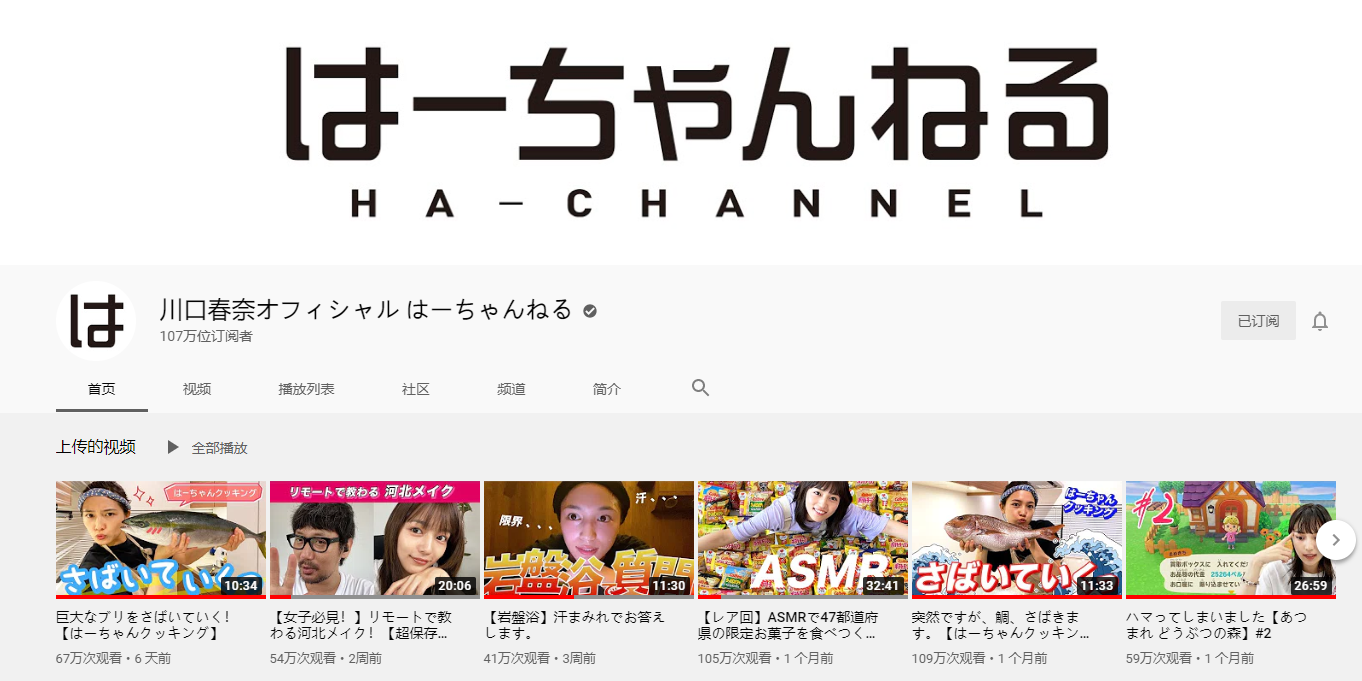 はーちゃんねる
HA-CHANNEL
は
川口春奈オフィシャル はーちゃんねる
107万位订阅者
已订阅
首页 视频 播放列表 社区 频道 简介
上传的视频 全部播放
はーちゃんクッキング
さばいていく
10:34
リモートで教わる 河北メイク
20:06
汗、、
限界、、、
岩盤浴で質問
11:30
ASMR
32:41
はーちゃんクッキング
さばいていく
11:33
#2
26:59
巨大なブリをさばいていく!
【はーちゃんクッキング】
67万次观看 • 6 天前
【女子必見! 】リモートで教
わる河北メイク! 【超保存...
54万次观看 • 2周前
【岩盤浴】汗まみれでお答え
します。
41万次观看 • 3周前
【レア回】ASMRで47都道府
県の限定お菓子を食べつく...
105万次观看 • 1 个月前
突然ですが、鯛、さばきま
す。【はーちゃんクッキン...
109万次观看 • 1 个月前
ハマってしまいました【あつ
まれ どうぶつの森】#2
59万次观看 • 1 个月前